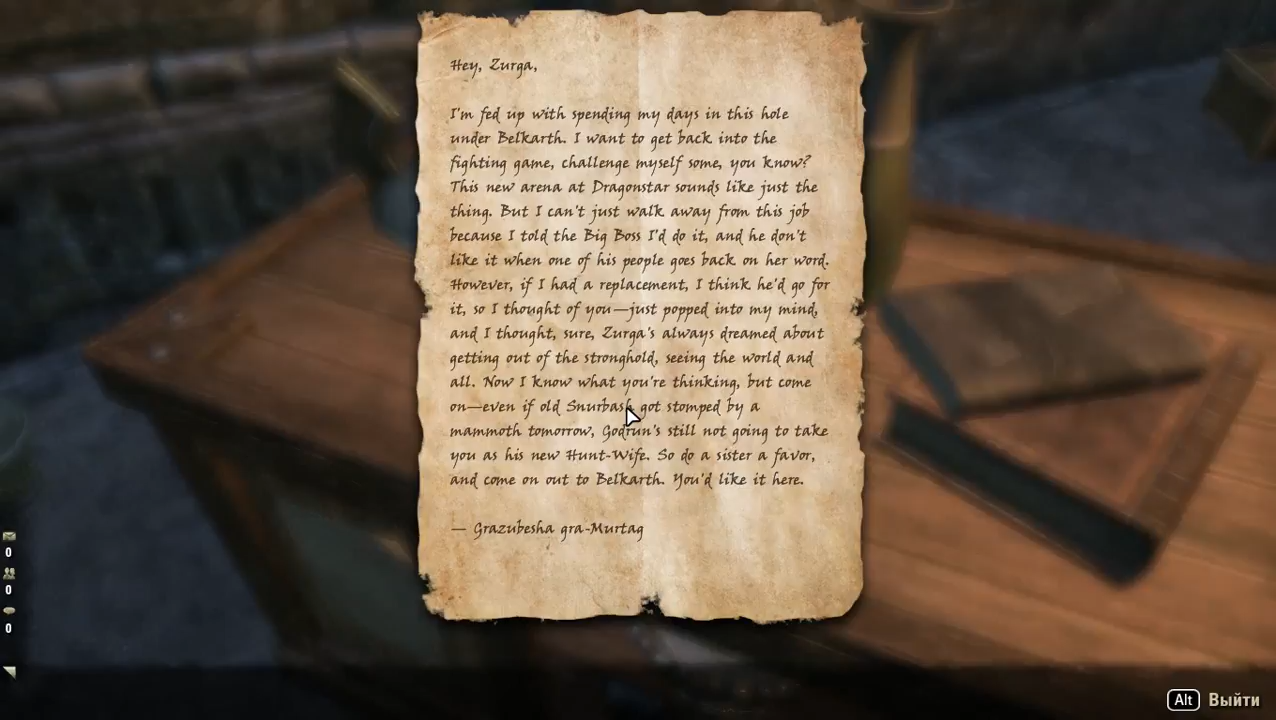 Hey, Zurga,
I'm fed up with spending my days in this hole
under Belkarth. I want to get back into the
fighting game, challenge myself some, you know?
This new arena at Dragonstar sounds like just the
thing. But I can't just walk away from this job
because I told the Big Boss I'd do it, and he don't
like it when one of his people goes back on her word.
However, if I had a replacement, I think he'd go for
it, so I thought of you—just popped into my mind,
and I thought, sure, Zurga's always dreamed about
getting out of the stronghold, seeing the world and
all. Now I know what you're thinking, but come
on—even if old Snurbash got stomped by a
mammoth tomorrow, Godrun's still not going to take
you as his new Hunt-Wife. So do a sister a favor,
and come on out to Belkarth. You'd like it here.
— Grazubesha gra-Murtag
0
0
0
Alt Выйти